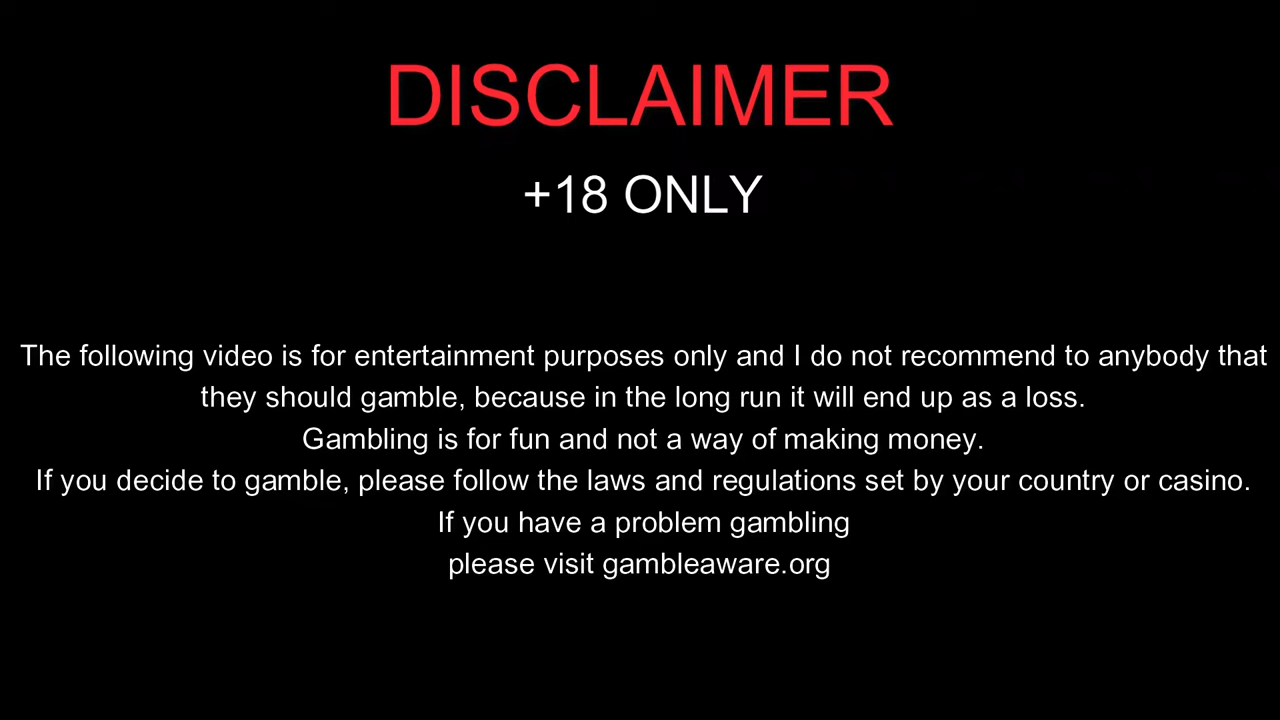 DISCLAIMER
+18 ONLY
The following video is for entertainment purposes only and I do not recommend to anybody that
they should gamble, because in the long run it will end up as a loss.
Gambling is for fun and not a way of making money.
If you decide to gamble, please follow the laws and regulations set by your country or casino.
If you have a problem gambling
please visit gambleaware.org